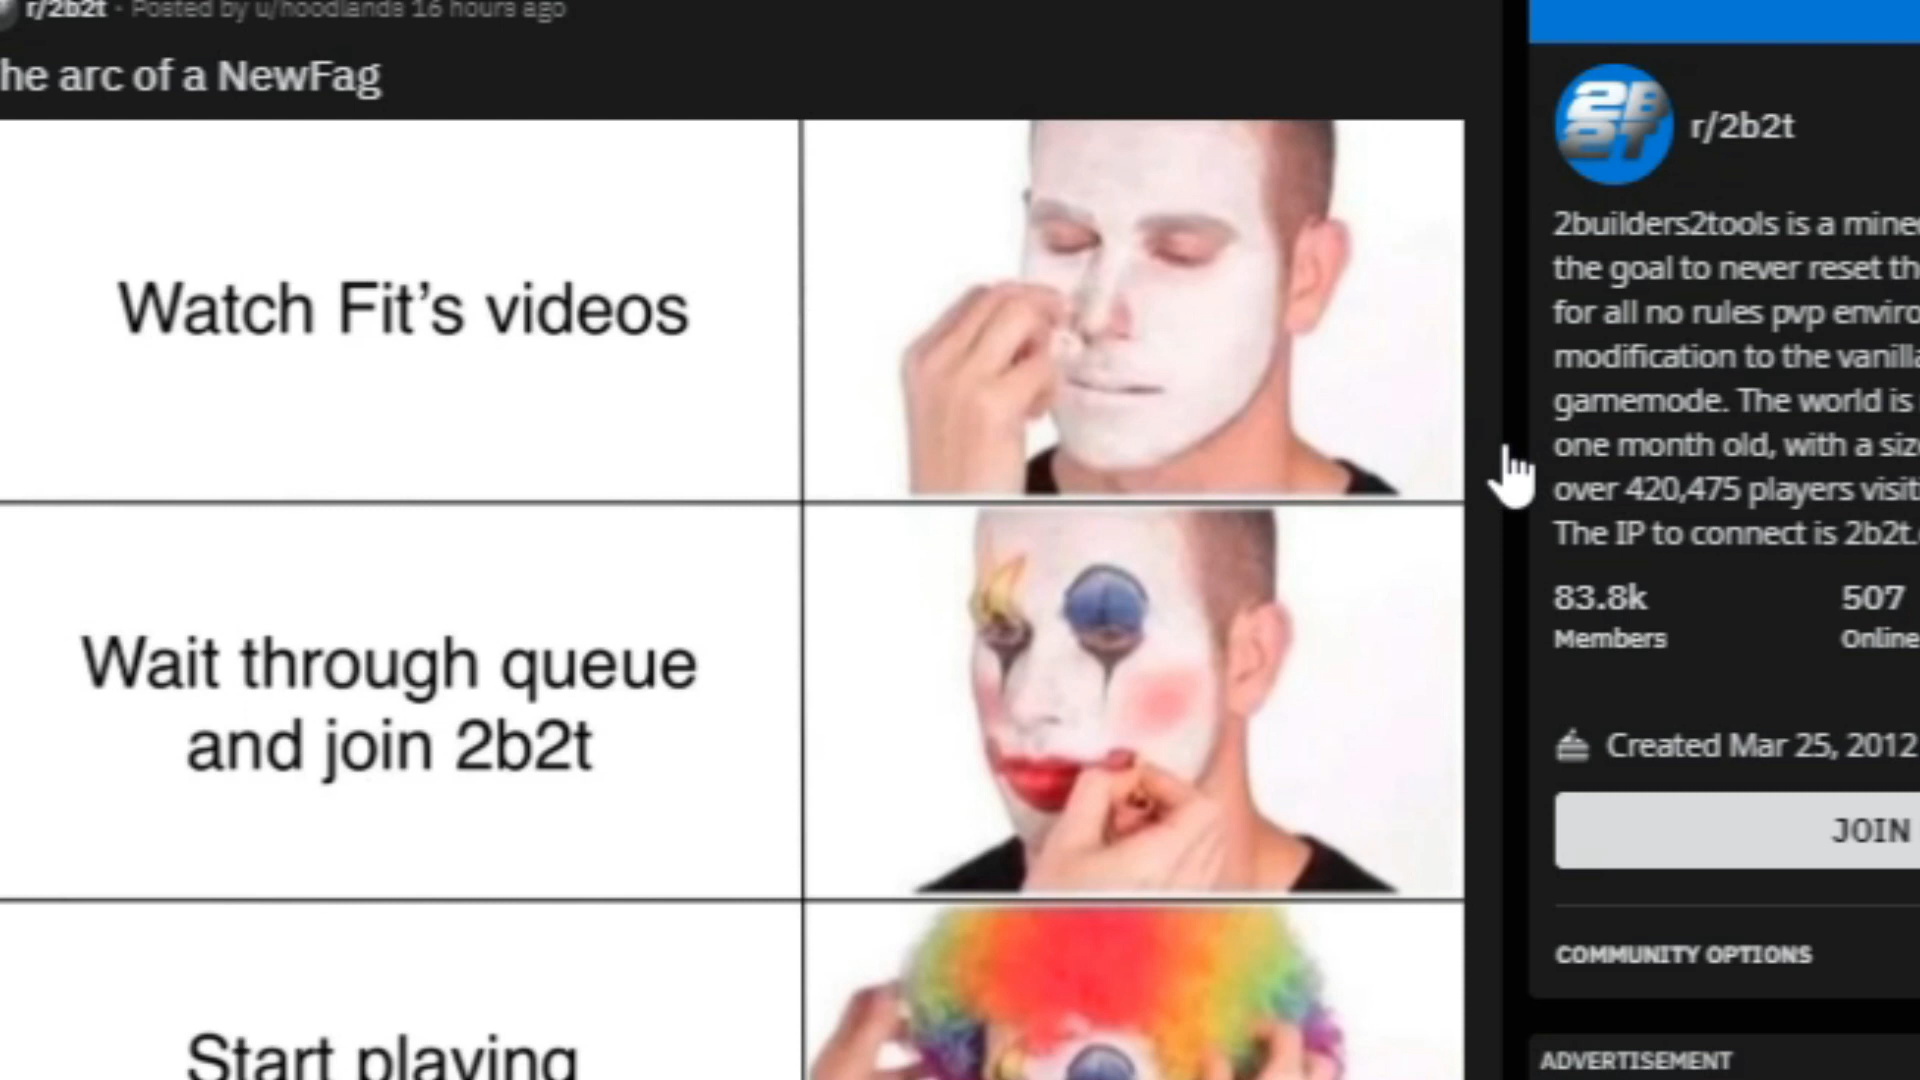 r/2b2t · Posted by u/hoodlands 16 hours ago
he arc of a NewFag
Watch Fit's videos
Wait through queue
and join 2b2t
Start playing
2B
2T
r/2b2t
2builders2tools is a mine
the goal to never reset th
for all no rules pvp enviro
modification to the vanilla
gamemode. The world is
one month old, with a siz
over 420,475 players visit
The IP to connect is 2b2t.
83.8k
507
Members
Online
Created Mar 25, 2012
JOIN
COMMUNITY OPTIONS
ADVERTISEMENT